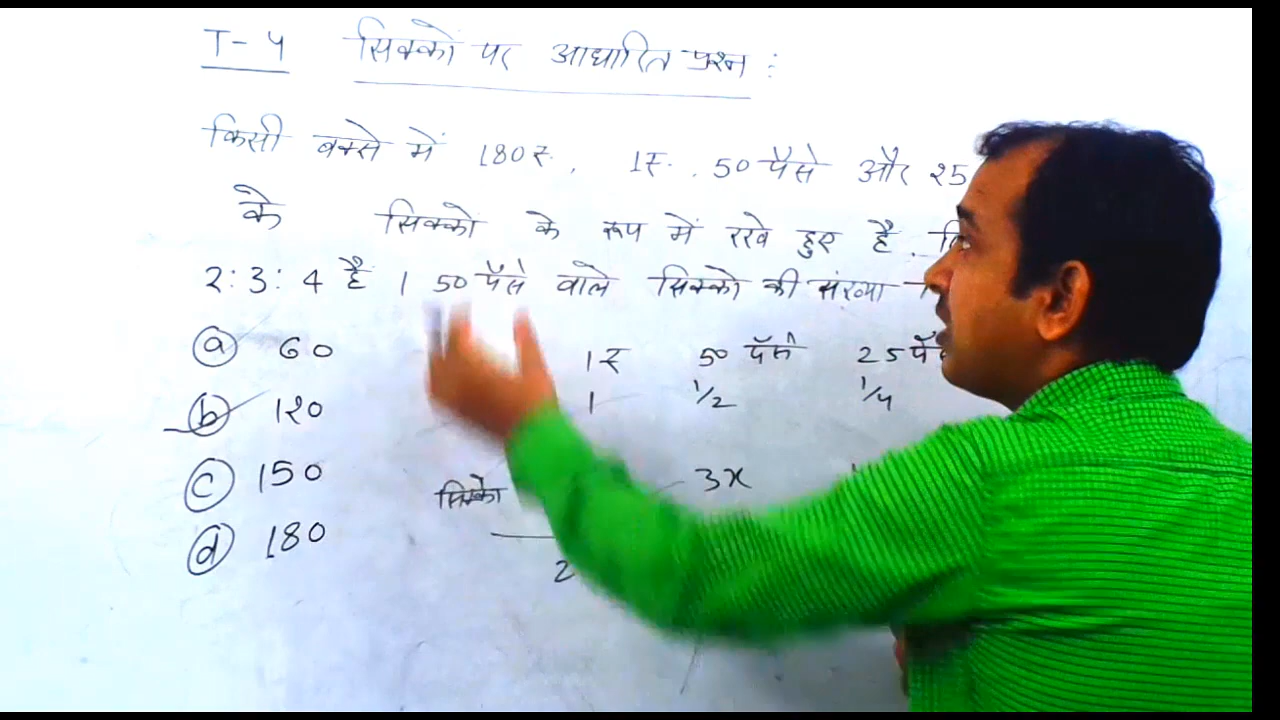 T-4 सिक्कों पर आधारित प्रश्न :
किसी बक्से में 180रु, 1रु. . 50 पैसे और 25
के सिक्कों के रूप में रखे हुए है .
2 : 3 : 4 है । 50 पैसे वाले सिक्को की संख्या
(a) 60 1रु 50 पैसे 25 पैसे
(b) 120 1 1/2 1/4
(c) 150 सिक्को 3x
(d) 180 2